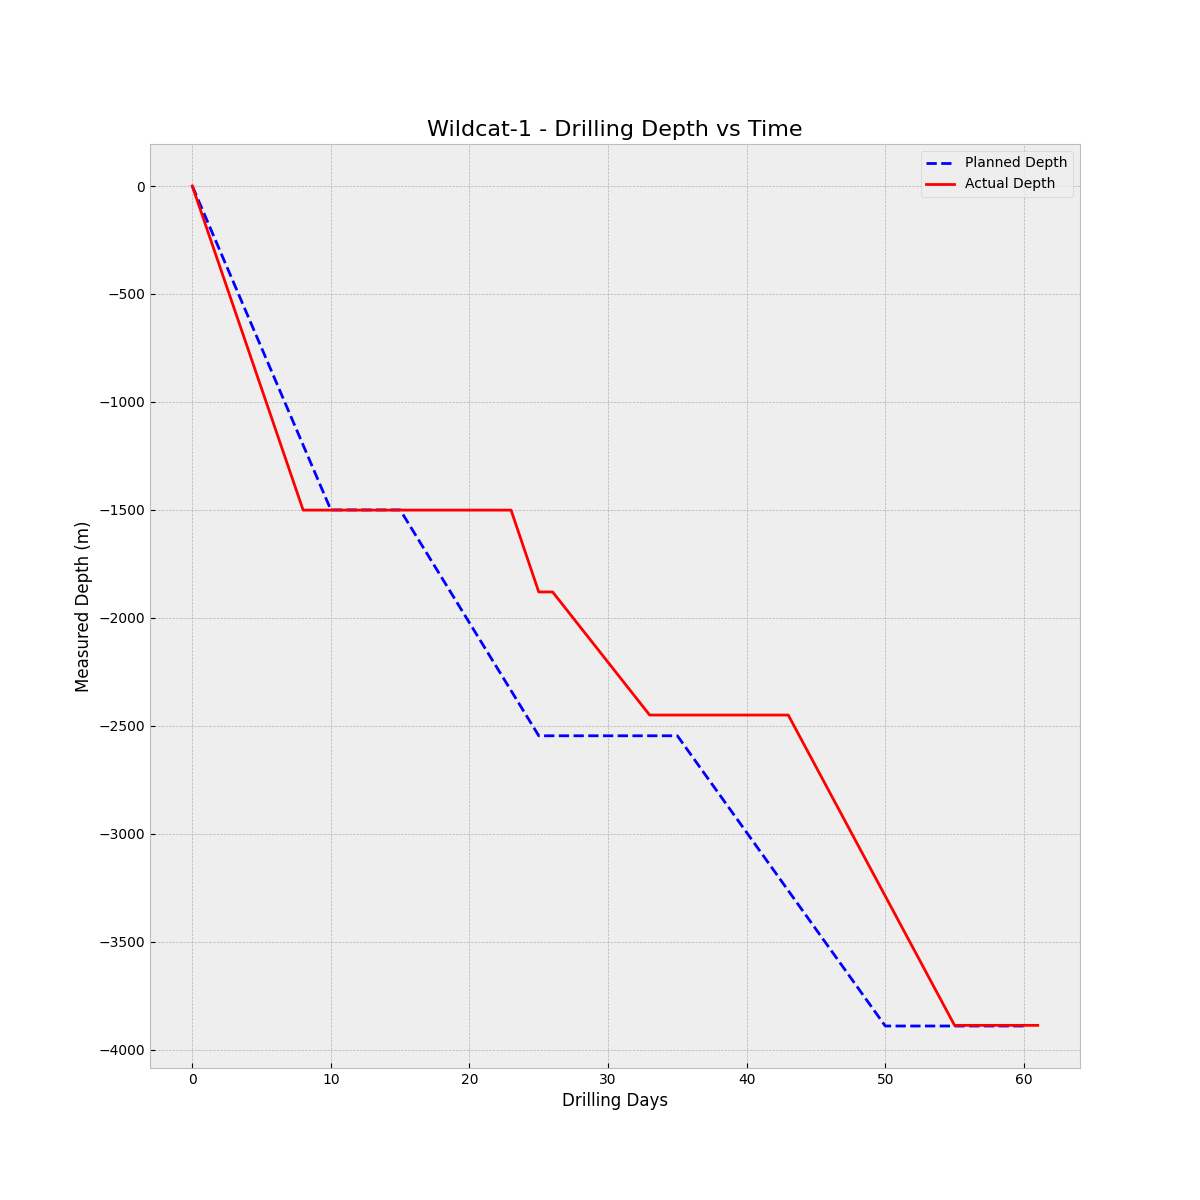 Wildcat-1 - Drilling Depth vs Time
Planned Depth
Actual Depth
0
−500
−1000
−1500
−2000
−2500
−3000
−3500
−4000
Measured Depth (m)
0 10 20 30 40 50 60
Drilling Days